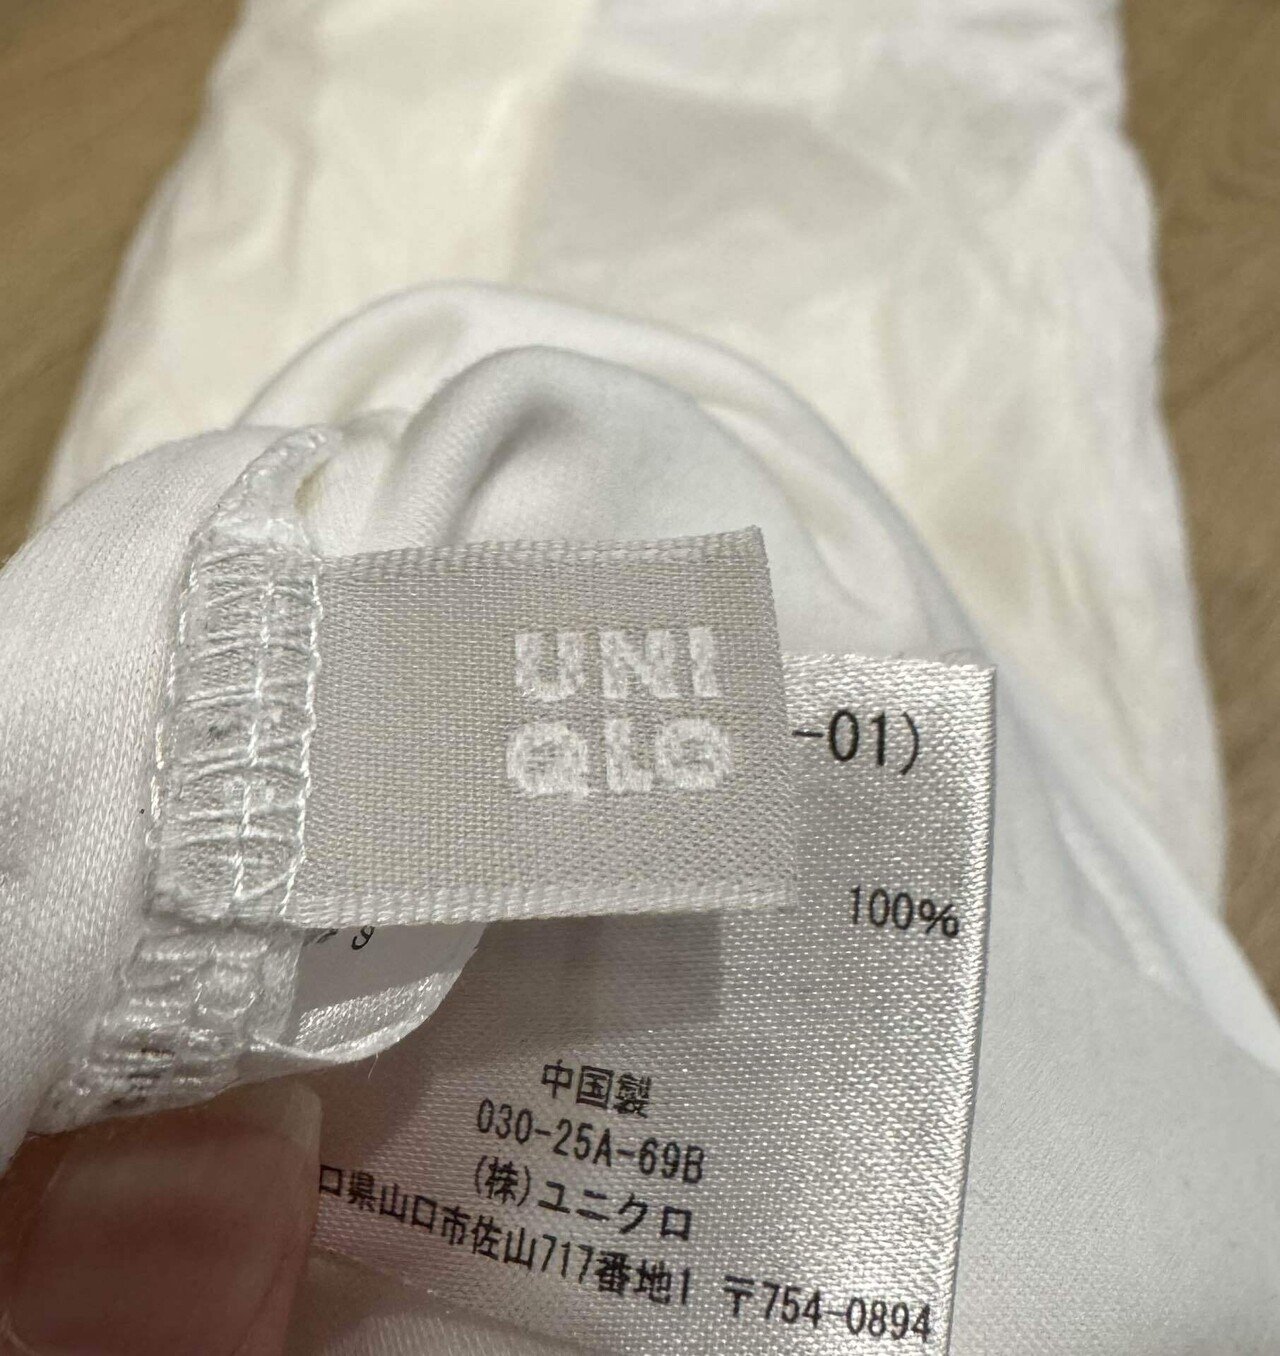 UNI
QLO
-01)
100%
中国製
030-25A-69B
(株)ユニクロ
口県山口市佐山717番地1 〒754-0894